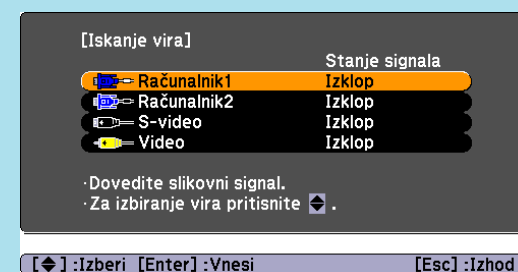 [Iskanje vira]
Stanje signala
Računalnik1 Izklop
Računalnik2 Izklop
S-video Izklop
Video Izklop
·Dovedite slikovni signal.
·Za izbiranje vira pritisnite ◆ .
[◆] :Izberi [Enter] :Vnesi [Esc] :Izhod